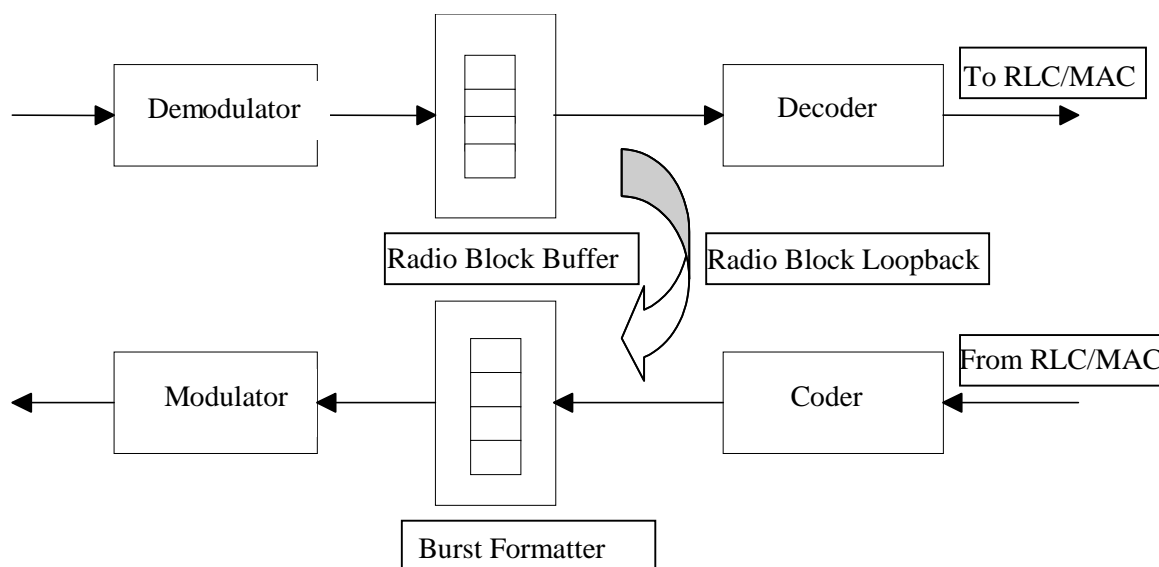 Demodulator
Decoder
To RLC/MAC
Radio Block Buffer
Radio Block Loopback
Modulator
Coder
From RLC/MAC
Burst Formatter